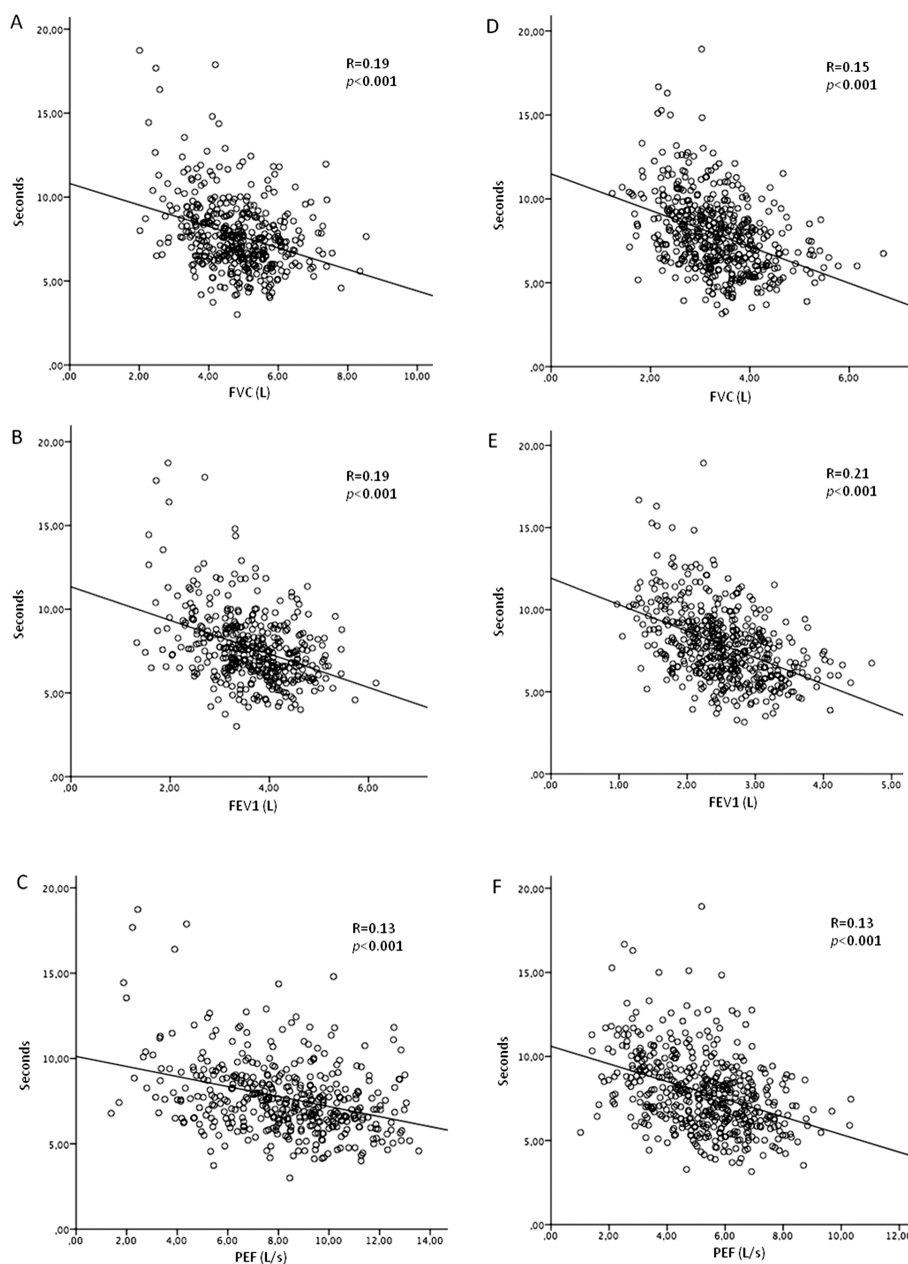 A
20,00
15,00
10,00
5,00
,00
Seconds
R=0.19
p<0.001
,00 2,00 4,00 6,00 8,00 10,00
FVC (L)
D
20,00
15,00
10,00
5,00
,00
Seconds
R=0.15
p<0.001
,00 2,00 4,00 6,00
FVC (L)
B
20,00
15,00
10,00
5,00
,00
Seconds
R=0.19
p<0.001
,00 2,00 4,00 6,00
FEV1 (L)
E
20,00
15,00
10,00
5,00
,00
Seconds
R=0.21
p<0.001
,00 1,00 2,00 3,00 4,00 5,00
FEV1 (L)
C
20,00
15,00
10,00
5,00
,00
Seconds
R=0.13
p<0.001
,00 2,00 4,00 6,00 8,00 10,00 12,00 14,00
PEF (L/s)
F
20,00
15,00
10,00
5,00
,00
Seconds
R=0.13
p<0.001
,00 2,00 4,00 6,00 8,00 10,00 12,00
PEF (L/s)